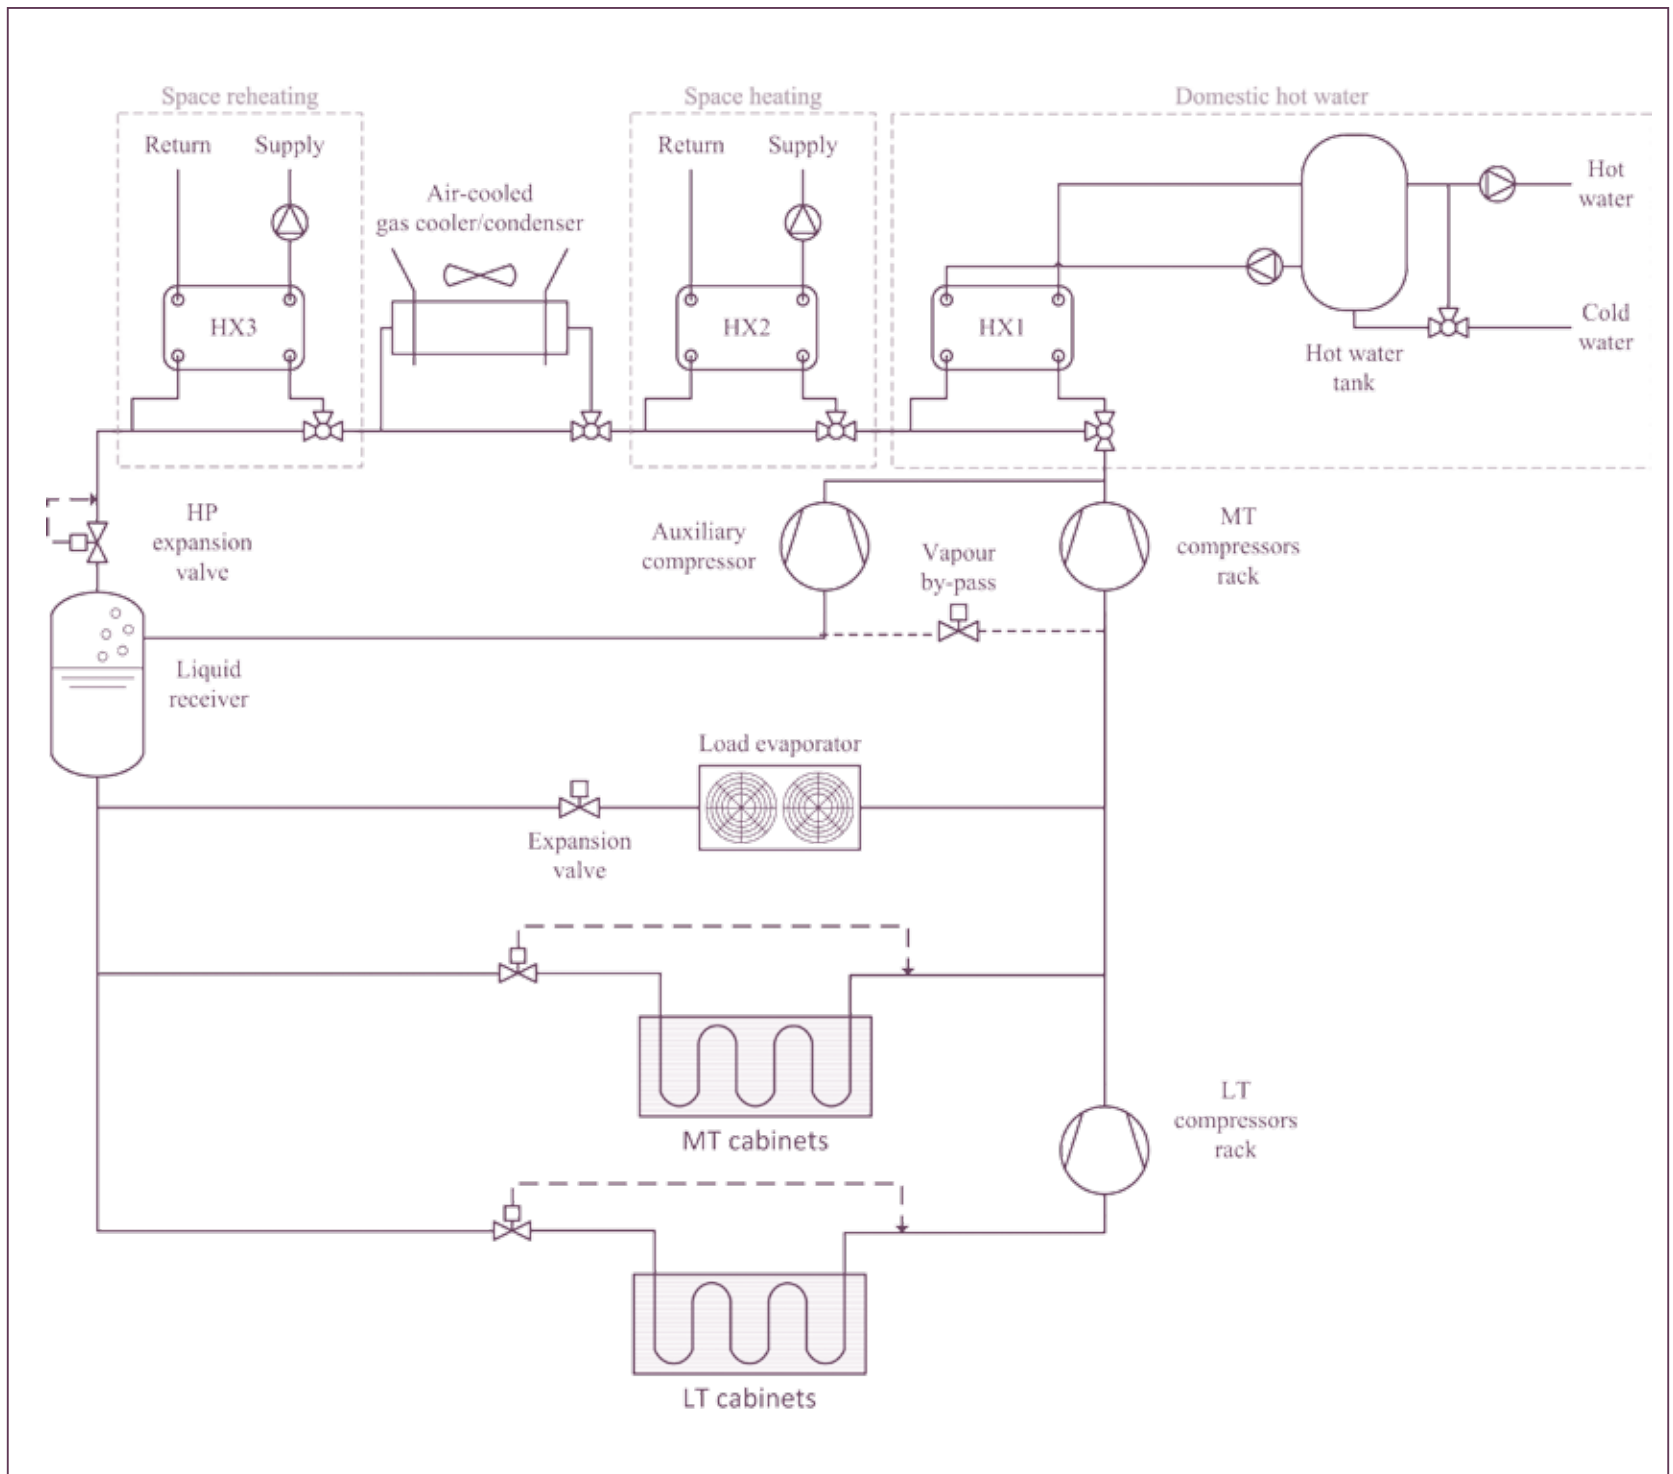 Space reheating
Space heating
Domestic hot water
Return
Supply
Return
Supply
Air-cooled
gas cooler/condenser
Hot
water
HX3
HX2
HX1
Cold
water
Hot water
tank
HP
expansion
valve
Auxiliary
compressor
Vapour
by-pass
MT
compressors
rack
Liquid
receiver
Load evaporator
Expansion
valve
MT cabinets
LT
compressors
rack
LT cabinets